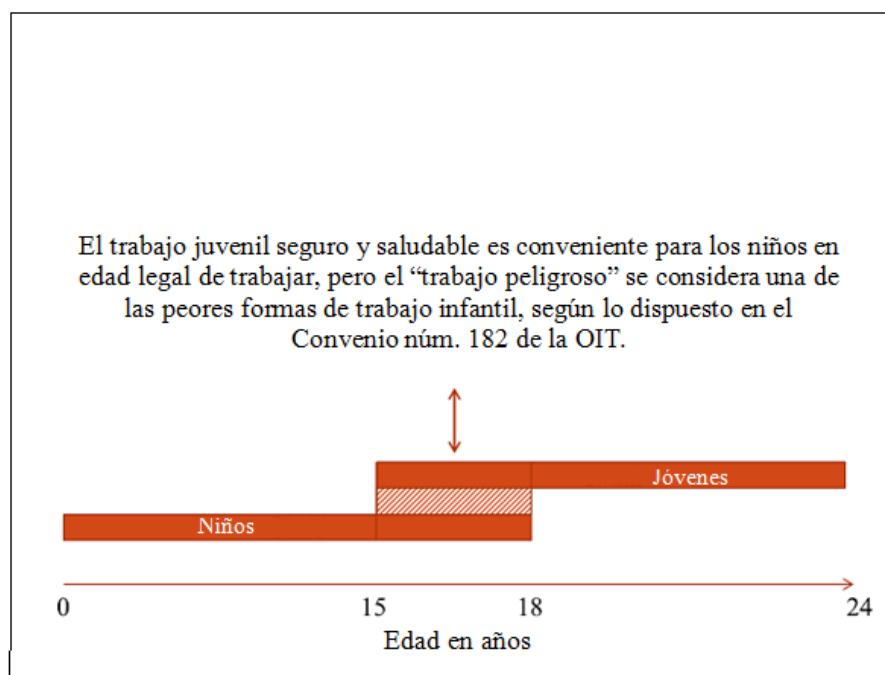 El trabajo juvenil seguro y saludable es conveniente para los niños en
edad legal de trabajar, pero el “trabajo peligroso” se considera una de
las peores formas de trabajo infantil, según lo dispuesto en el
Convenio núm. 182 de la OIT.
Jóvenes
Niños
0 15 18 24
Edad en años